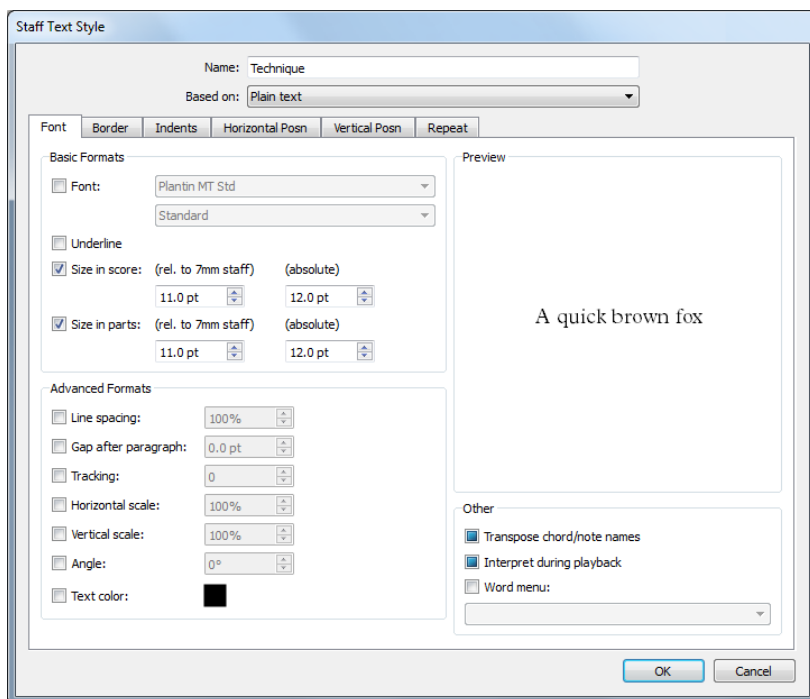 Staff Text Style
Name: Technique
Based on: Plain text
Font Border Indents Horizontal Posn Vertical Posn Repeat
Basic Formats
Font: Plantin MT Std
Standard
Underline
Size in score: (rel. to 7mm staff) (absolute)
11.0 pt 12.0 pt
Size in parts: (rel. to 7mm staff) (absolute)
11.0 pt 12.0 pt
Advanced Formats
Line spacing: 100%
Gap after paragraph: 0.0 pt
Tracking: 0
Horizontal scale: 100%
Vertical scale: 100%
Angle: 0°
Text color:
Preview
A quick brown fox
Other
Transpose chord/note names
Interpret during playback
Word menu:
OK Cancel